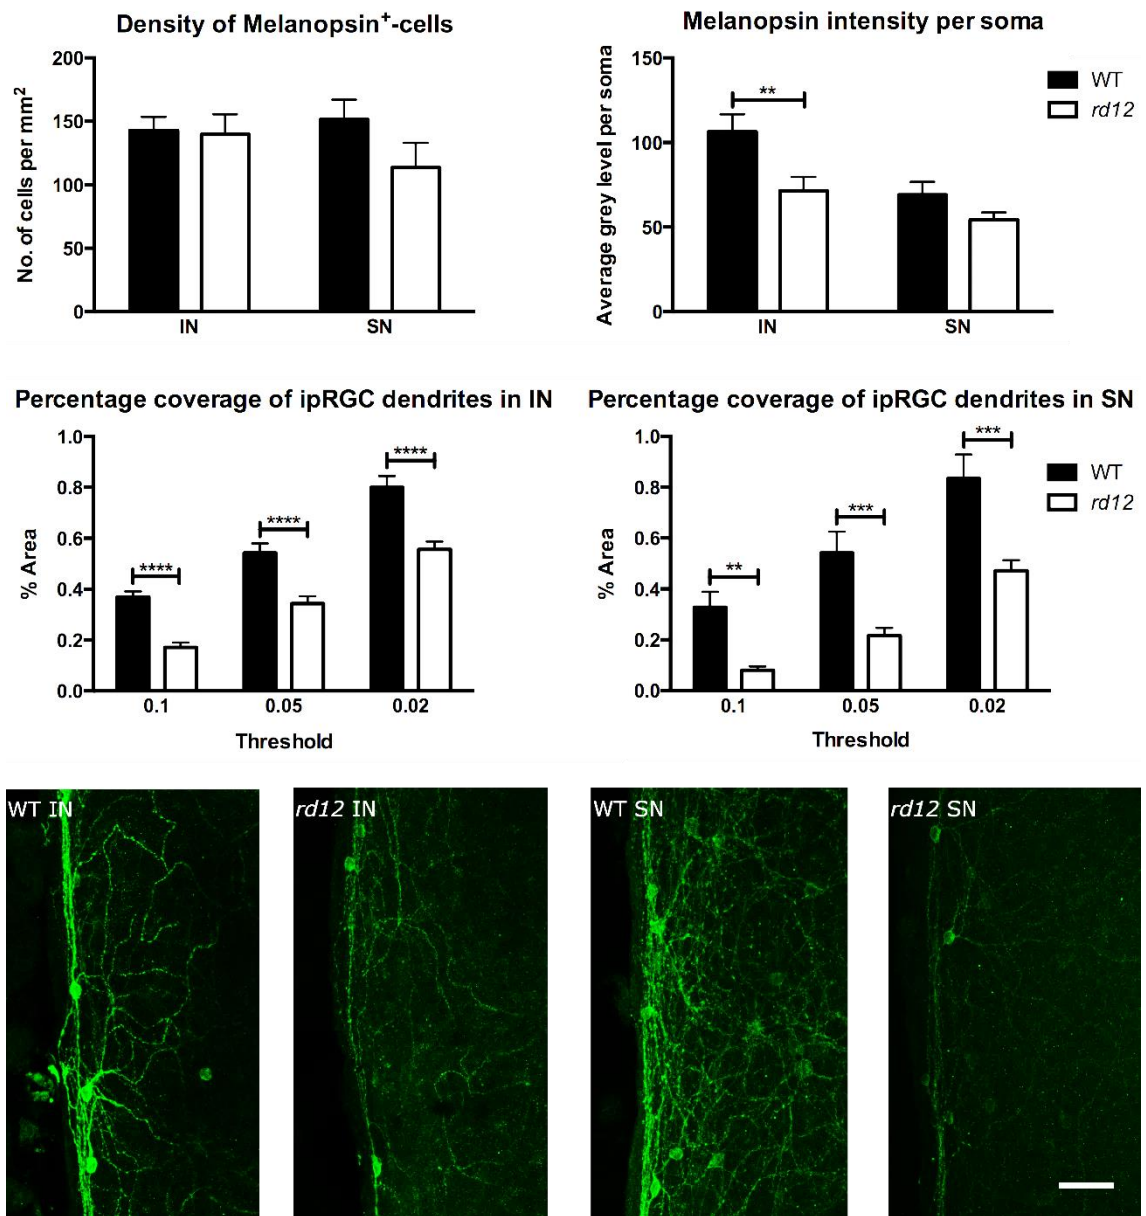 Density of Melanopsin⁺-cells
No. of cells per mm²
200
150
100
50
0
IN SN
Melanopsin intensity per soma
Average grey level per soma
150
100
50
0
**
IN SN
WT
rd12
Percentage coverage of ipRGC dendrites in IN
% Area
1.0
0.8
0.6
0.4
0.2
0.0
**** **** ****
0.1 0.05 0.02
Threshold
Percentage coverage of ipRGC dendrites in SN
% Area
1.0
0.8
0.6
0.4
0.2
0.0
** *** ***
0.1 0.05 0.02
Threshold
WT
rd12
WT IN
rd12 IN
WT SN
rd12 SN